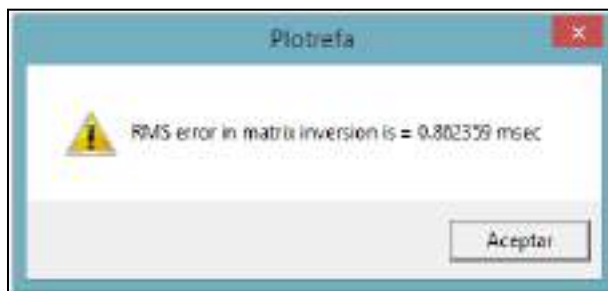 Plotrefa
RMS error in matrix inversion is = 0.802359 msec
Aceptar